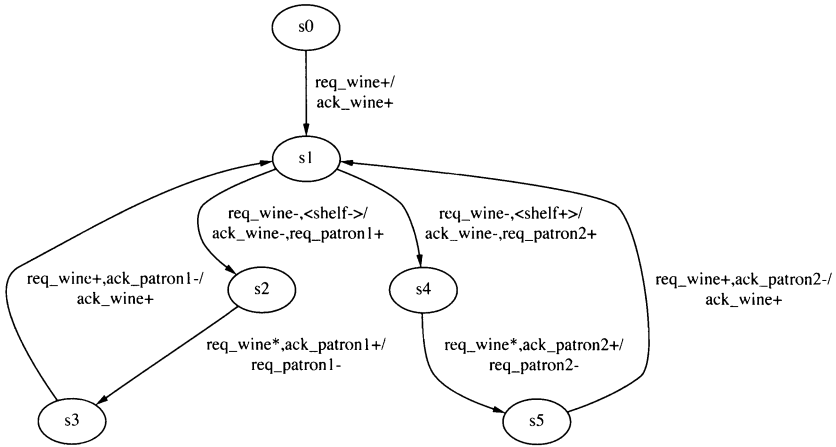 s0
req_wine+/
ack_wine+
s1
req_wine-,<shelf->/
ack_wine-,req_patron1+
req_wine-,<shelf+>/
ack_wine-,req_patron2+
req_wine+,ack_patron1-/
ack_wine+
s2
s4
req_wine+,ack_patron2-/
ack_wine+
req_wine*,ack_patron1+/
req_patron1-
req_wine*,ack_patron2+/
req_patron2-
s3
s5